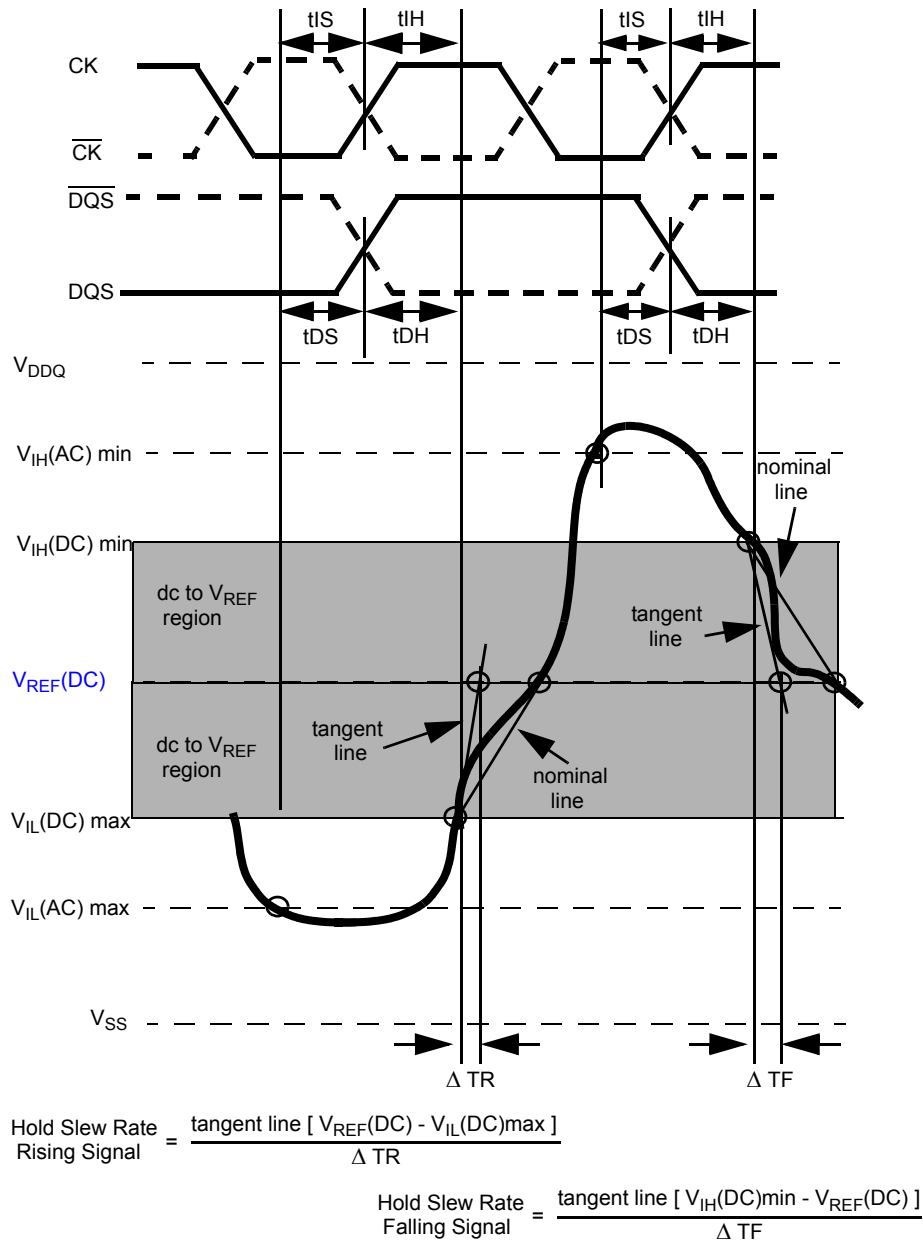 tIS tIH tIS tIH
CK
CK
DQS
DQS
tDS tDH tDS tDH
VDDQ
VIH(AC) min
nominal
line
VIH(DC) min
dc to VREF
region
tangent
line
VREF(DC)
tangent
line
dc to VREF
region
nominal
line
VIL(DC) max
VIL(AC) max
VSS
Δ TR Δ TF
Hold Slew Rate
Rising Signal = tangent line [ VREF(DC) - VIL(DC)max ]
Δ TR
Hold Slew Rate
Falling Signal = tangent line [ VIH(DC)min - VREF(DC) ]
Δ TF